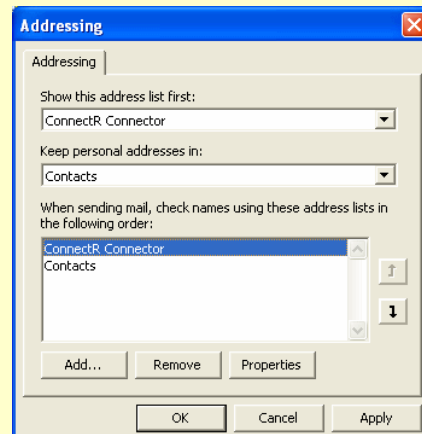 Addressing
Addressing
Show this address list first:
ConnectR Connector
Keep personal addresses in:
Contacts
When sending mail, check names using these address lists in
the following order:
ConnectR Connector
Contacts
Add...
Remove
Properties
OK
Cancel
Apply